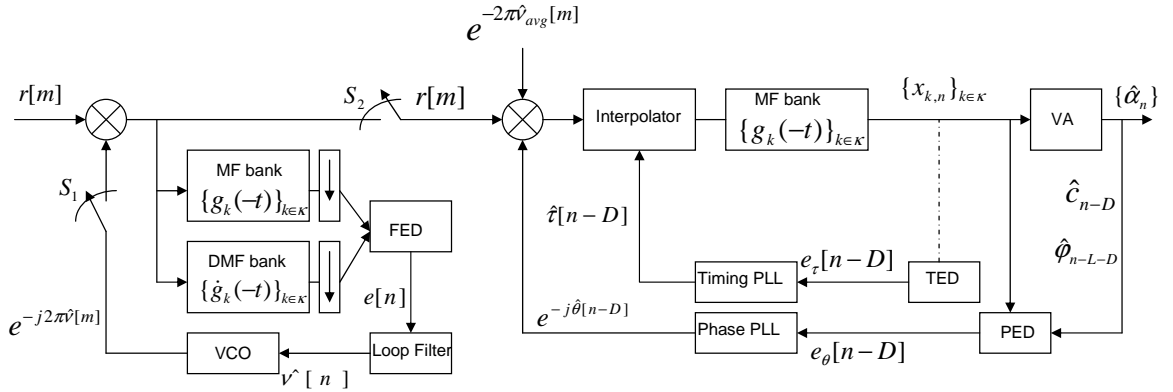 e^{-2πν̂_{avg}[m]}
r[m]
S_2
r[m]
Interpolator
MF bank
{g_k(-t)}_{k∈κ}
{x_{k,n}}_{k∈κ}
VA
{α̂_n}
S_1
MF bank
{g_k(-t)}_{k∈κ}
FED
DMF bank
{ġ_k(-t)}_{k∈κ}
e[n]
e^{-j2πν̂[m]}
VCO
ν^[n]
Loop Filter
τ̂[n-D]
Timing PLL
e_τ[n-D]
TED
ĉ_{n-D}
φ̂_{n-L-D}
e^{-jθ̂[n-D]}
Phase PLL
e_θ[n-D]
PED